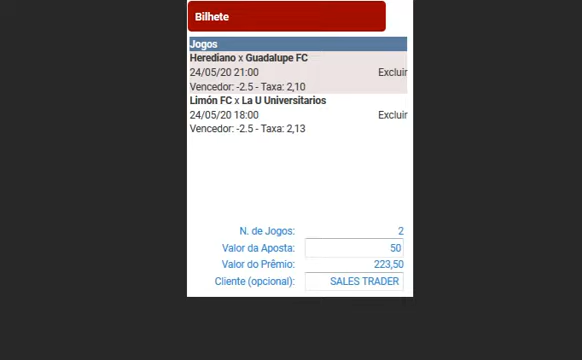 Bilhete
Jogos
Herediano x Guadalupe FC
24/05/20 21:00 Excluir
Vencedor: -2.5 - Taxa: 2,10
Limón FC x La U Universitarios
24/05/20 18:00 Excluir
Vencedor: -2.5 - Taxa: 2,13
N. de Jogos: 2
Valor da Aposta: 50
Valor do Prêmio: 223,50
Cliente (opcional): SALES TRADER